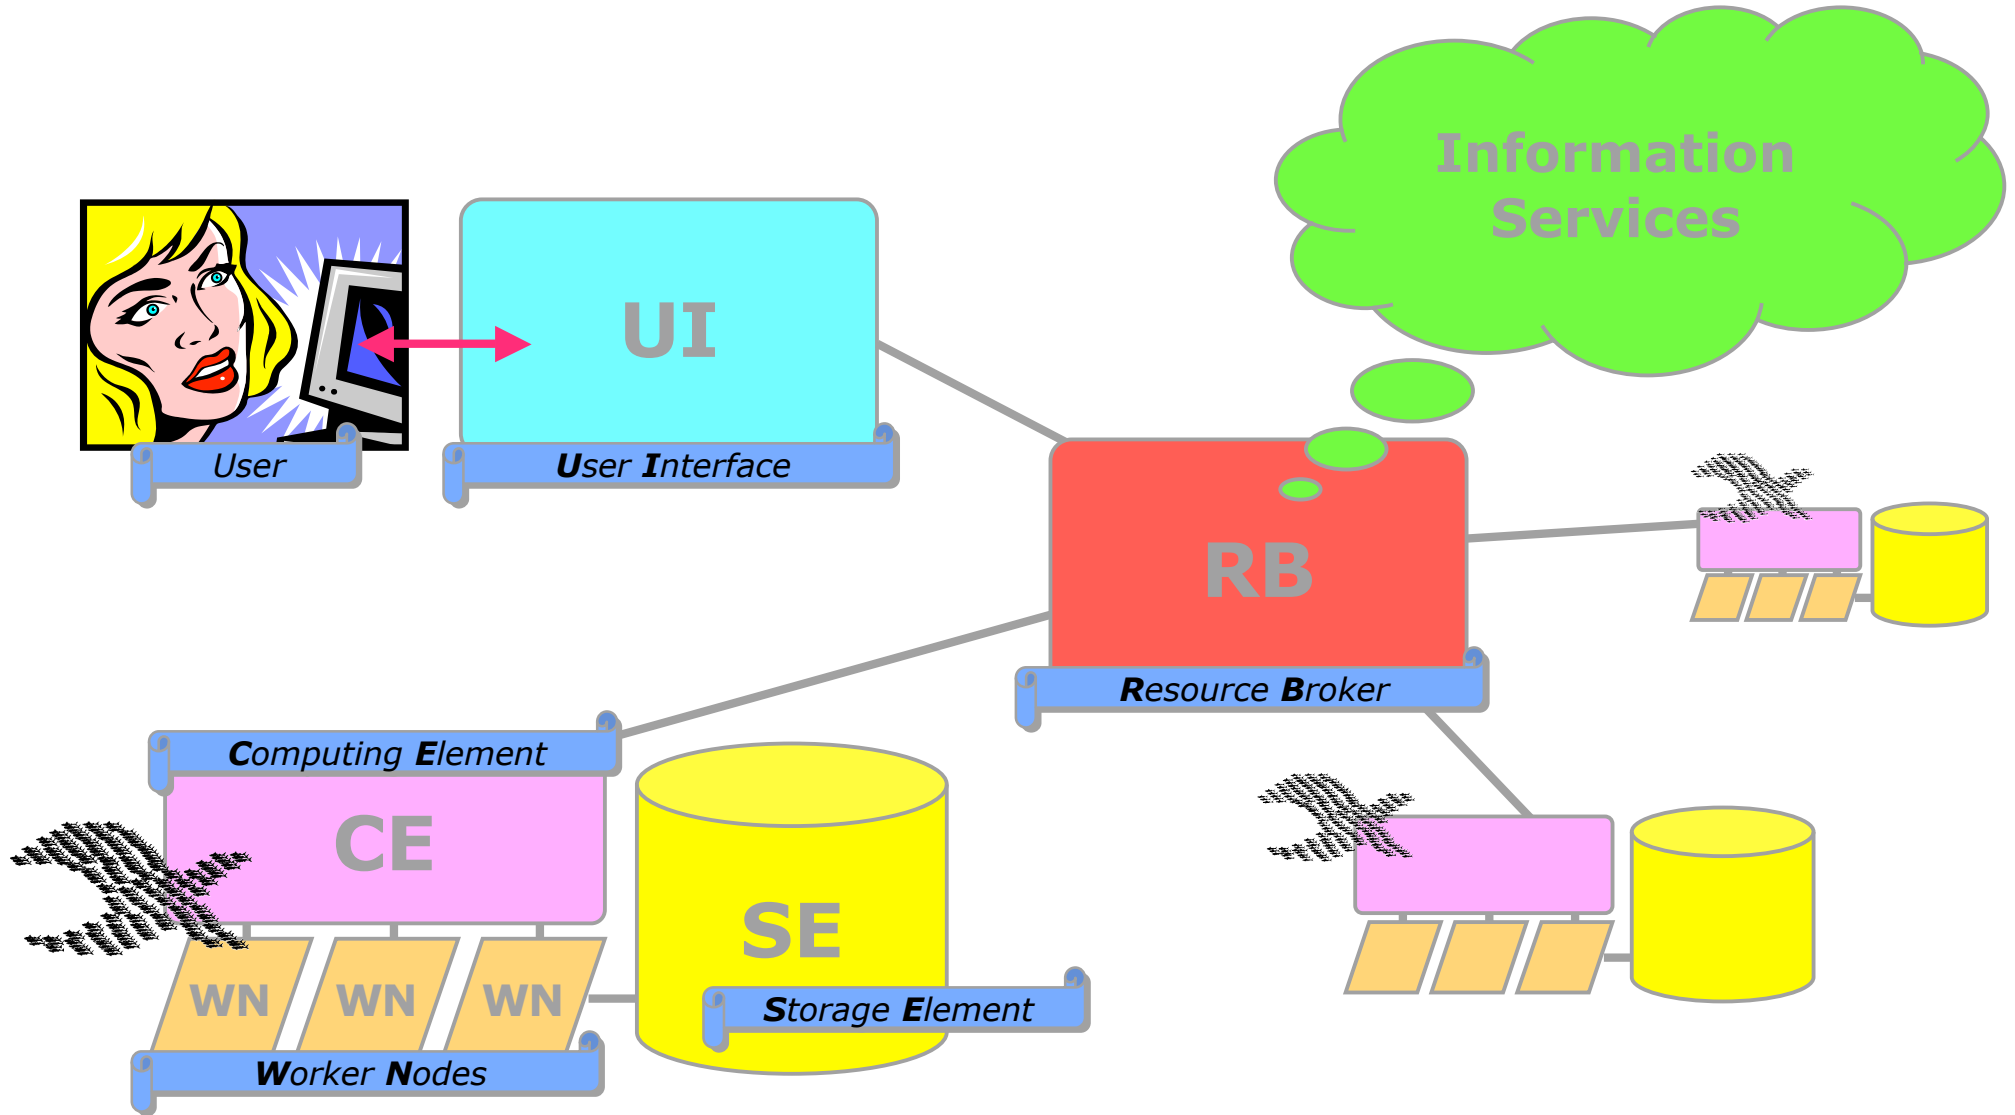 Information
Services
UI
User
User Interface
RB
Resource Broker
Computing Element
CE
SE
WN WN WN
Storage Element
Worker Nodes